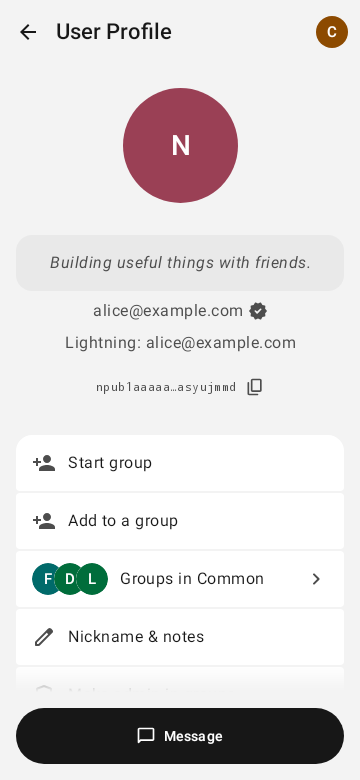 User Profile
C
N
Building useful things with friends.
alice@example.com
Lightning: alice@example.com
npub1aaaaa…asyujmmd
Start group
Add to a group
F D L Groups in Common
Nickname & notes
Message